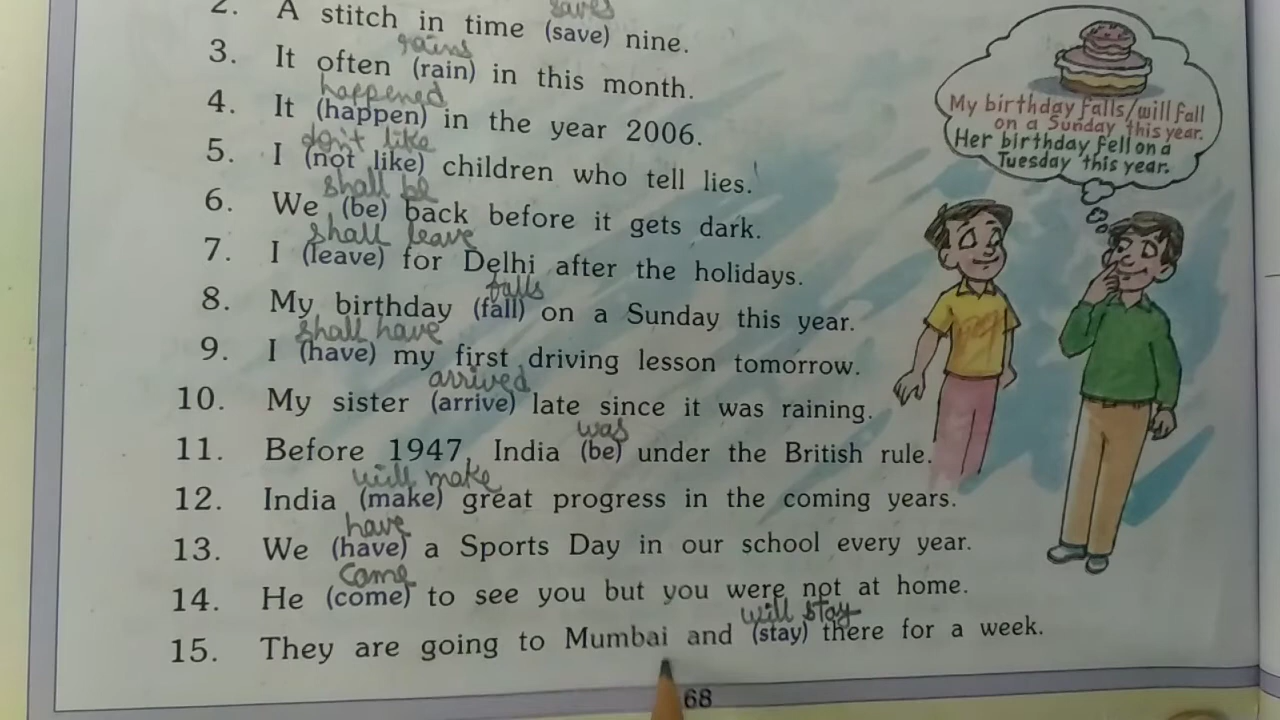 saves
2. A stitch in time (save) nine.
rains
3. It often (rain) in this month.
happened
4. It (happen) in the year 2006.
don't like
5. I (not like) children who tell lies.
shall be
6. We (be) back before it gets dark.
shall leave
7. I (leave) for Delhi after the holidays.
falls
8. My birthday (fall) on a Sunday this year.
shall have
9. I (have) my first driving lesson tomorrow.
arrived
10. My sister (arrive) late since it was raining.
was
11. Before 1947, India (be) under the British rule.
will make
12. India (make) great progress in the coming years.
have
13. We (have) a Sports Day in our school every year.
came
14. He (come) to see you but you were not at home.
will stay
15. They are going to Mumbai and (stay) there for a week.
68
My birthday falls/will fall
on a Sunday this year.
Her birthday fell on a
Tuesday this year.